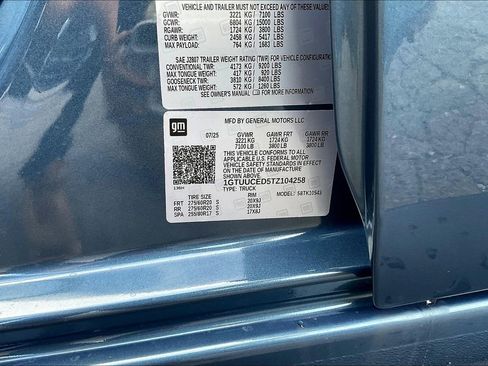 VEHICLE AND TRAILER MUST NOT EXCEED ANY OF THESE VALUES
GVWR: 3221 KG / 7100 LBS
GCWR: 6804 KG / 15000 LBS
RGAWR: 1724 KG / 3800 LBS
CURB WEIGHT: 2458 KG / 5417 LBS
MAX PAYLOAD: 764 KG / 1683 LBS
SAE J2807 TRAILER WEIGHT RATING (TWR) FOR VEHICLE CONFIGURATION
CONVENTIONAL TWR: 4173 KG / 9200 LBS
MAX TONGUE WEIGHT: 417 KG / 920 LBS
GOOSENECK TWR: 3810 KG / 8400 LBS
MAX TONGUE WEIGHT: 572 KG / 1260 LBS
SEE OWNER'S MANUAL FOR MORE INFORMATION
gm
MFD BY GENERAL MOTORS LLC
07/25 GVWR GAWR FRT GAWR RR
3221 KG 1724 KG 1724 KG
7100 LB 3800 LB 3800 LB
THIS VEHICLE CONFORMS TO ALL
APPLICABLE U.S. FEDERAL MOTOR
VEHICLE SAFETY STANDARDS IN
EFFECT ON THE DATE OF
MANUFACTURE SHOWN ABOVE.
1GTUUCED5TZ104258
TYPE: TRUCK
TIRE SIZE RIM
FRT 275/60R20 S 20X9J
RR 275/60R20 S 20X9J
SPA 255/80R17 S 17X8J